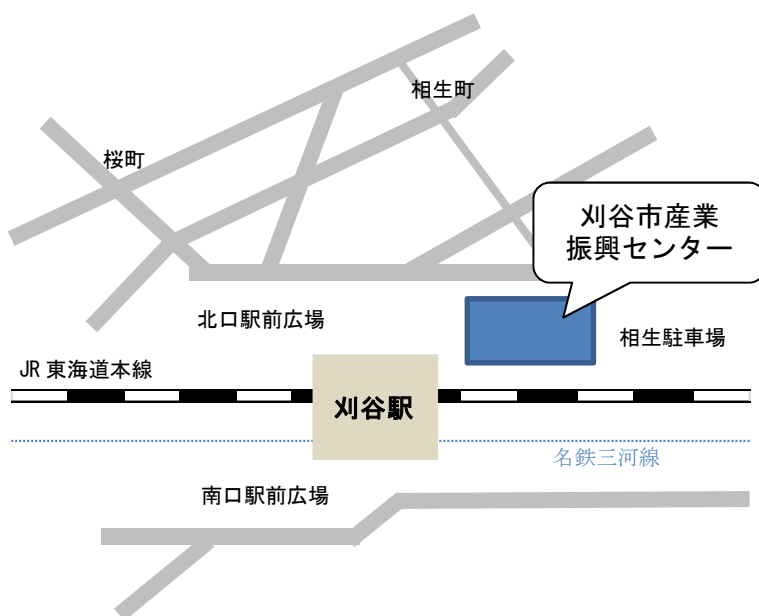 相生町
桜町
刈谷市産業
振興センター
北口駅前広場
相生駐車場
JR 東海道本線
刈谷駅
名鉄三河線
南口駅前広場